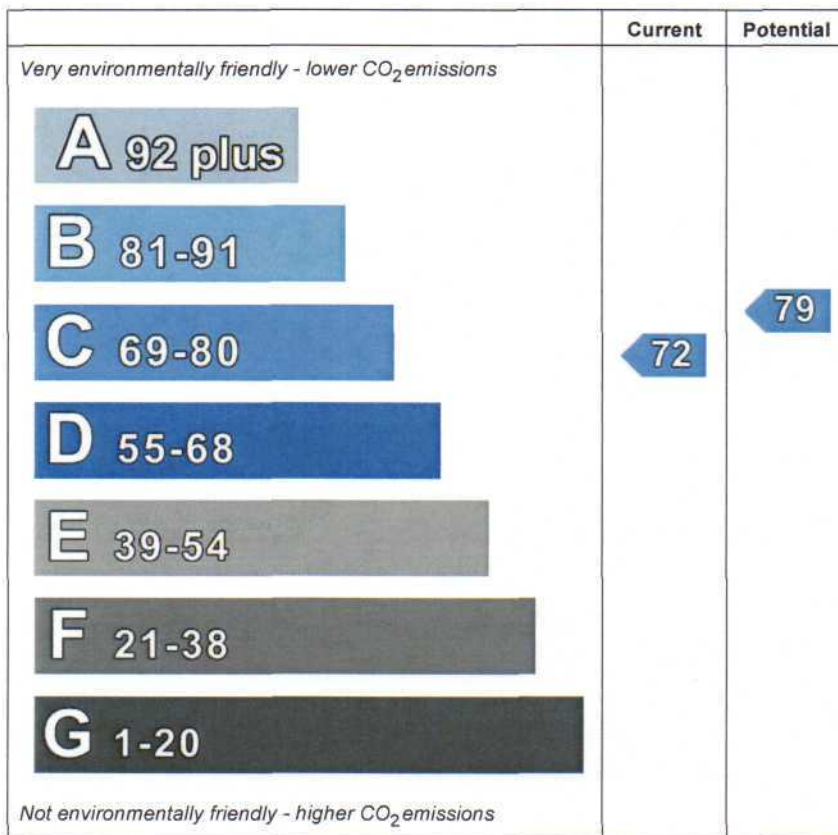 Current Potential
Very environmentally friendly - lower CO₂ emissions
A 92 plus
B 81-91
C 69-80
D 55-68
E 39-54
F 21-38
G 1-20
72
79
Not environmentally friendly - higher CO₂ emissions